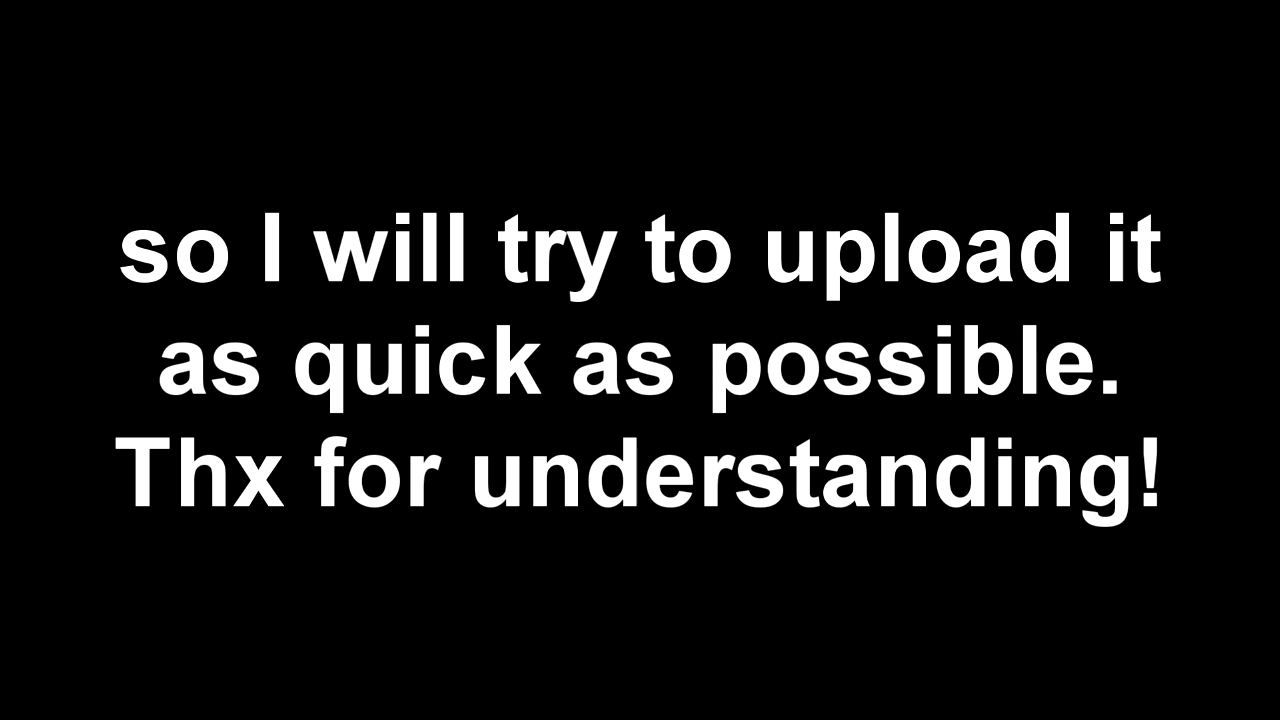 so I will try to upload it
as quick as possible.
Thx for understanding!